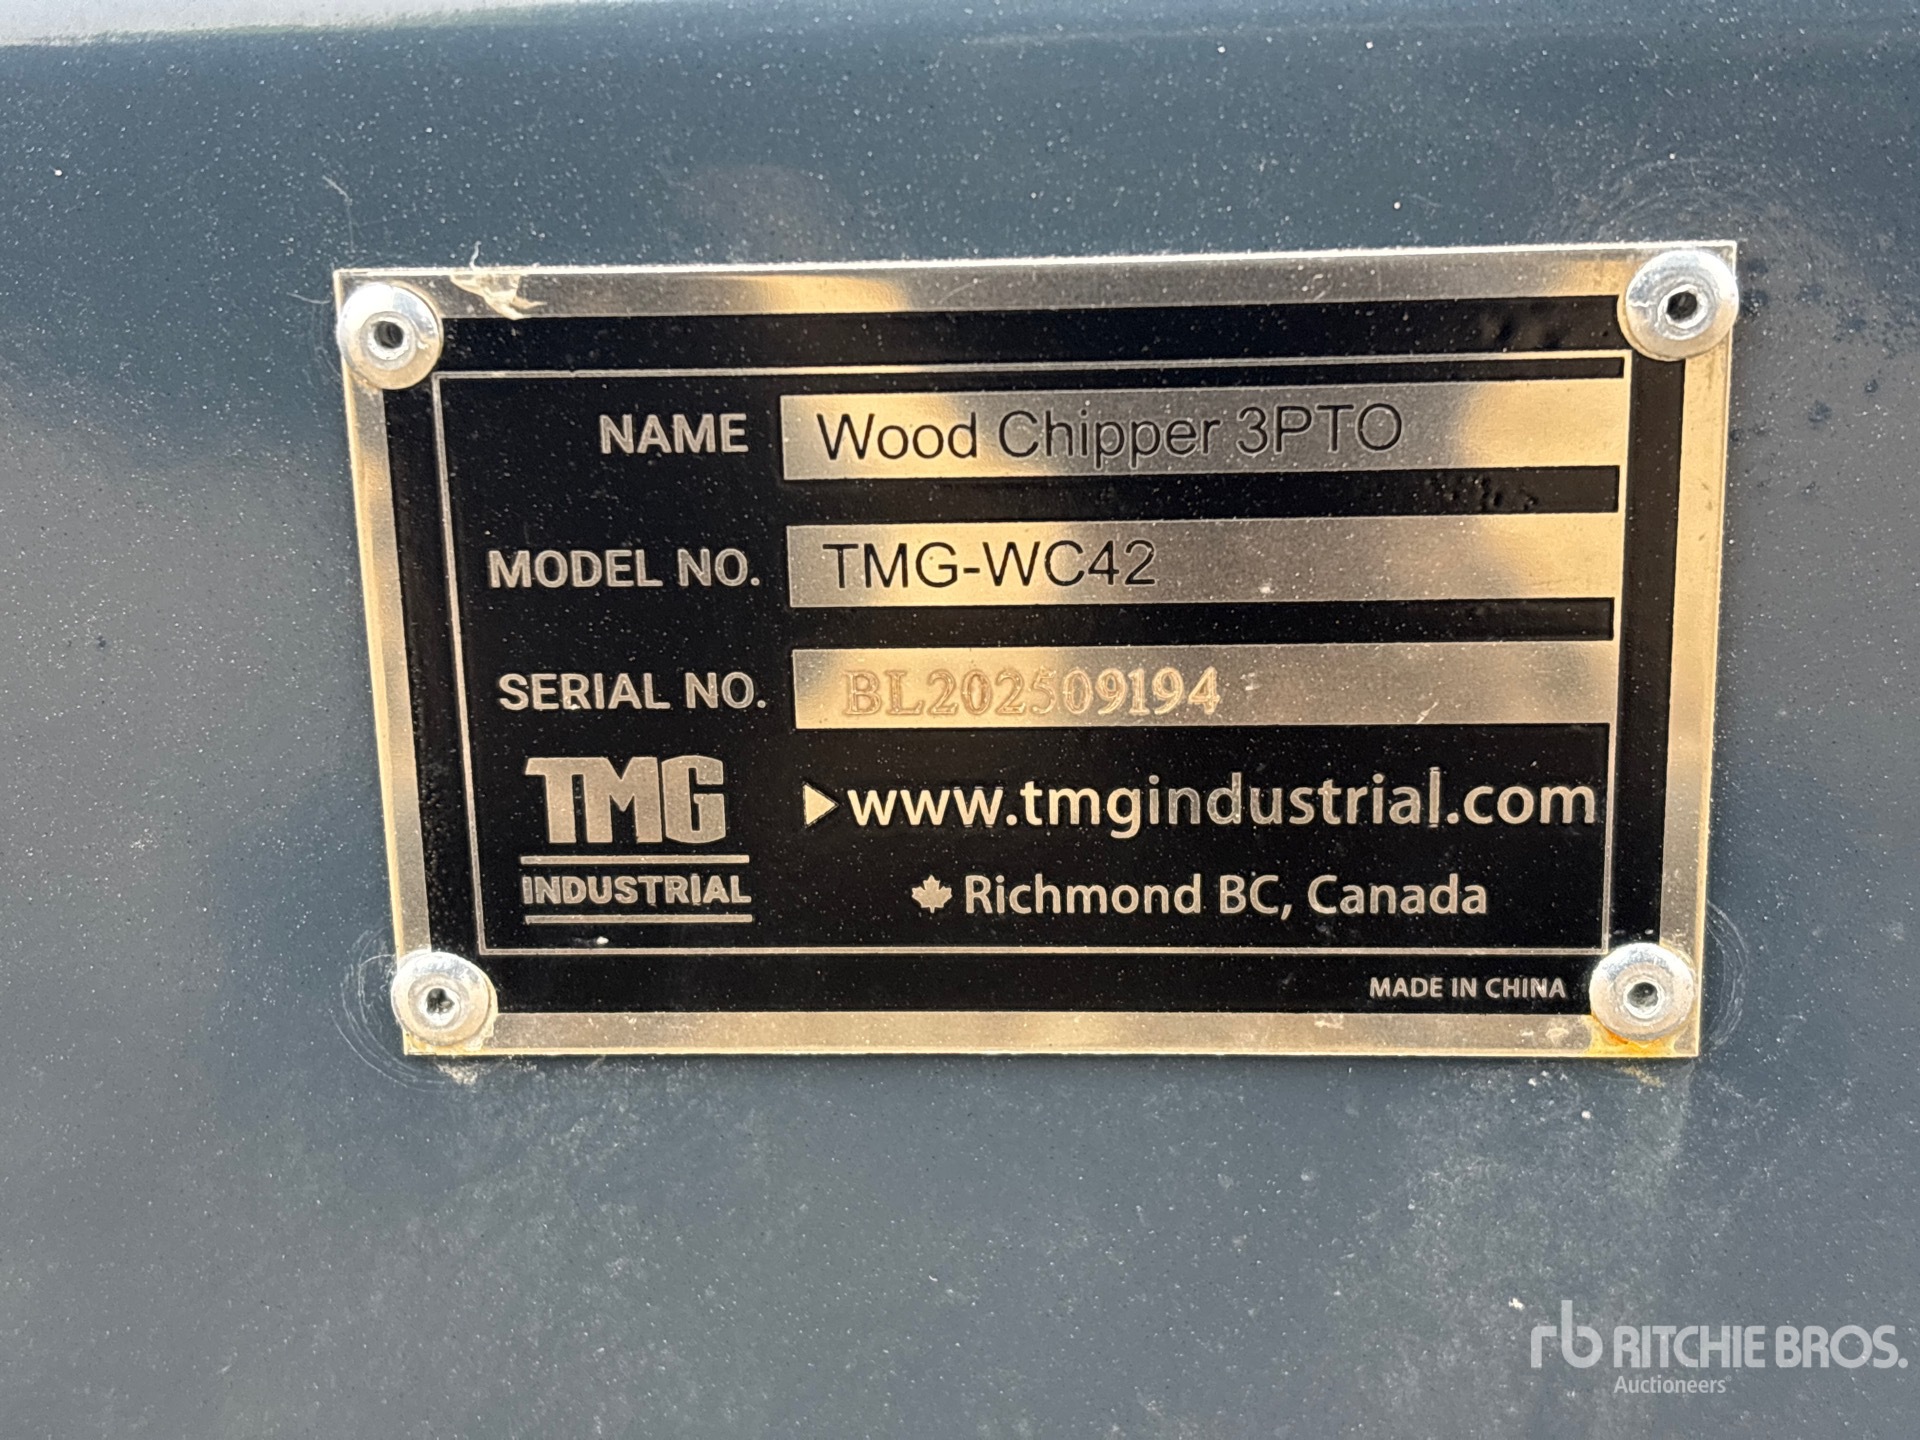 NAME Wood Chipper 3PTO
MODEL NO. TMG-WC42
SERIAL NO. BL202509194
TMG
INDUSTRIAL
www.tmgindustrial.com
Richmond BC, Canada
MADE IN CHINA
rb RITCHIE BROS.
Auctioneers